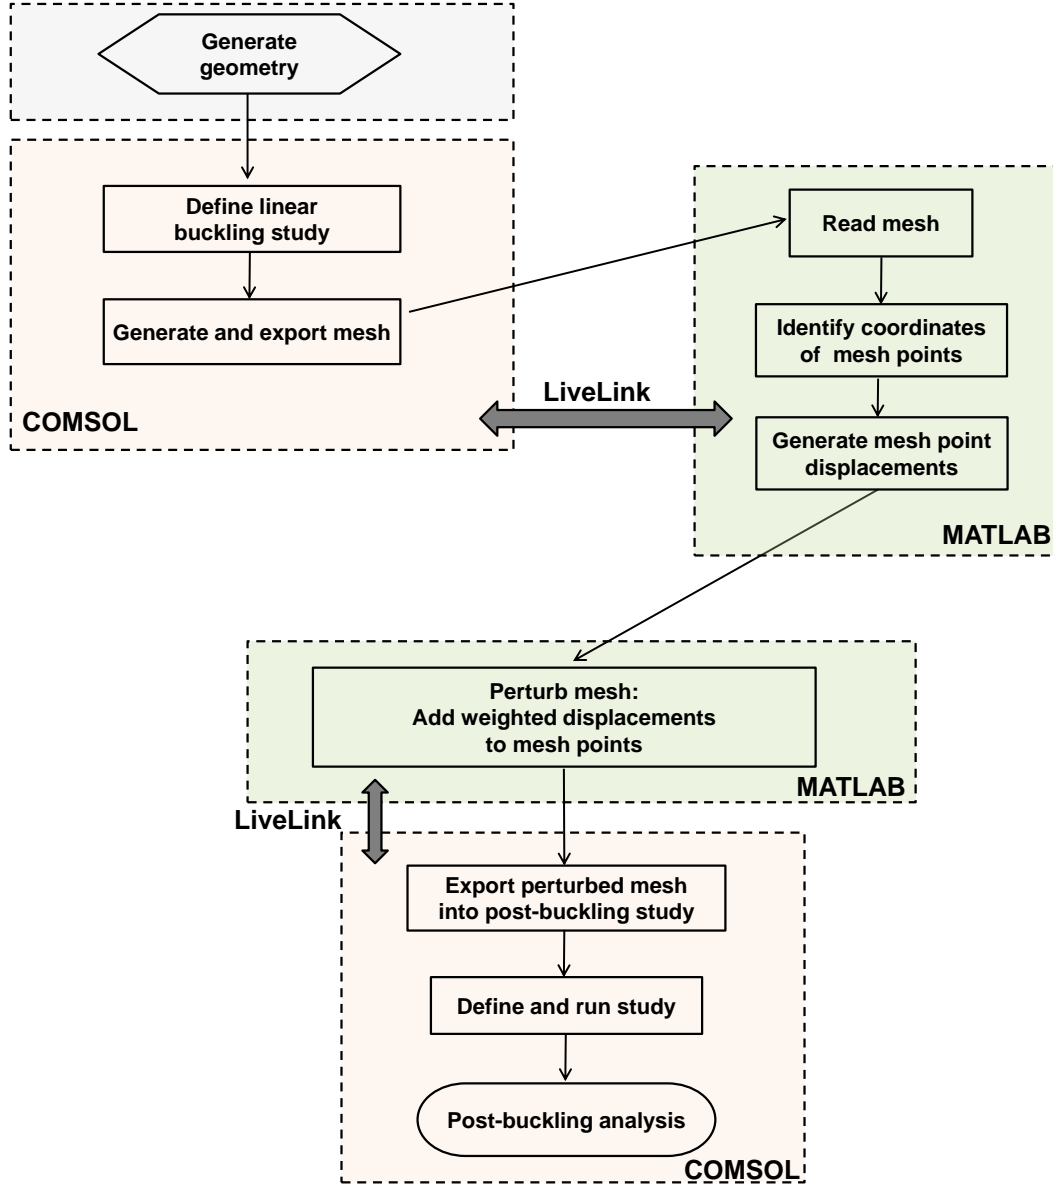 Generate
geometry
Define linear
buckling study
Generate and export mesh
COMSOL
LiveLink
Read mesh
Identify coordinates
of mesh points
Generate mesh point
displacements
MATLAB
Perturb mesh:
Add weighted displacements
to mesh points
MATLAB
LiveLink
Export perturbed mesh
into post-buckling study
Define and run study
Post-buckling analysis
COMSOL